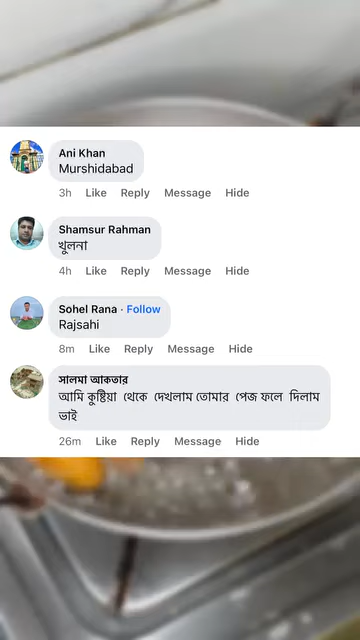 Ani Khan
Murshidabad
3h Like Reply Message Hide
Shamsur Rahman
খুলনা
4h Like Reply Message Hide
Sohel Rana · Follow
Rajsahi
8m Like Reply Message Hide
সালমা আকতার
আমি কুষ্টিয়া থেকে দেখলাম তোমার পেজ ফলে দিলাম
ভাই
26m Like Reply Message Hide